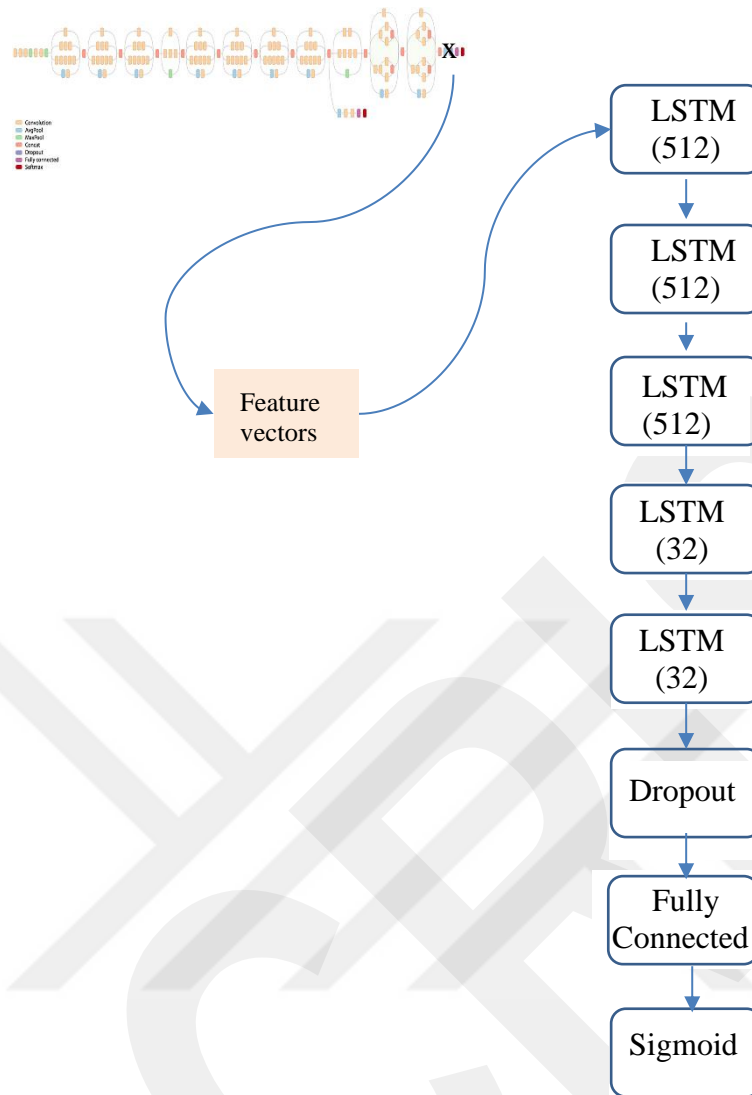 X
Convolution
AvgPool
MaxPool
Concat
Dropout
Fully connected
Softmax
LSTM
(512)
LSTM
(512)
LSTM
(512)
LSTM
(32)
LSTM
(32)
Dropout
Fully
Connected
Sigmoid
Feature
vectors